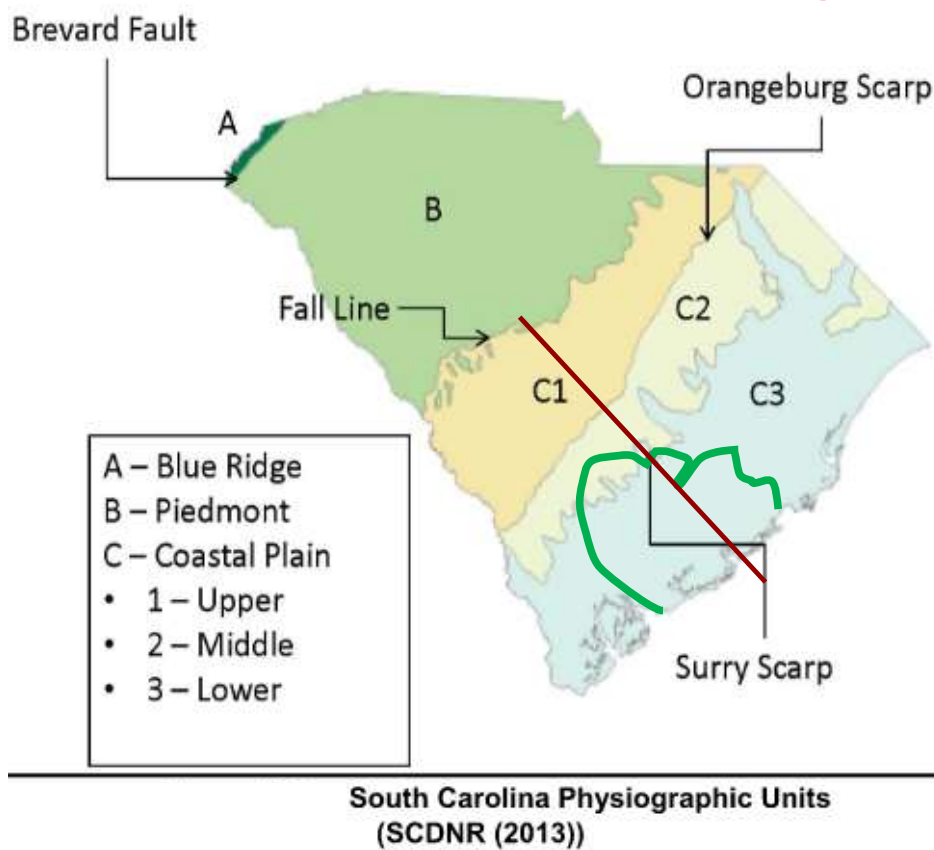 Brevard Fault
Orangeburg Scarp
A
B
Fall Line
C2
C1
C3
A – Blue Ridge
B – Piedmont
C – Coastal Plain
• 1 – Upper
• 2 – Middle
• 3 – Lower
Surry Scarp
South Carolina Physiographic Units
(SCDNR (2013))